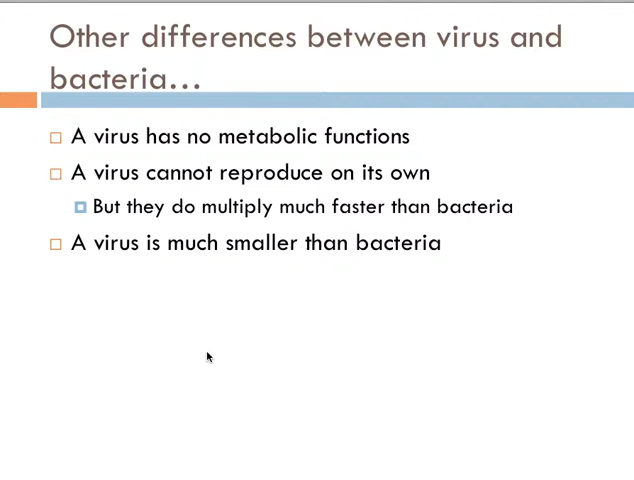 Other differences between virus and
bacteria...
A virus has no metabolic functions
A virus cannot reproduce on its own
But they do multiply much faster than bacteria
A virus is much smaller than bacteria